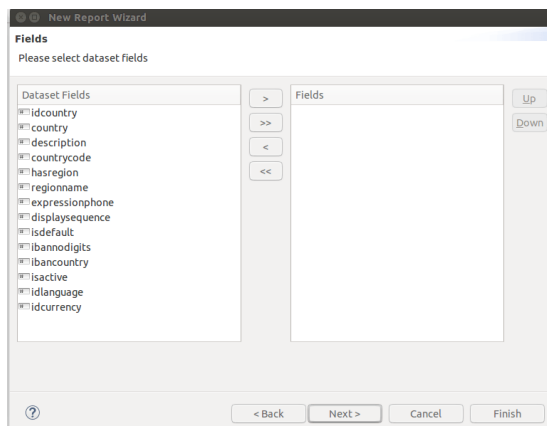 New Report Wizard
Fields
Please select dataset fields
Dataset Fields
idcountry
country
description
countrycode
hasregion
regionname
expressionphone
displaysequence
isdefault
ibannodigits
ibancountry
isactive
idlanguage
idcurrency
>
>>
<
<<
Fields
Up
Down
?
< Back
Next >
Cancel
Finish